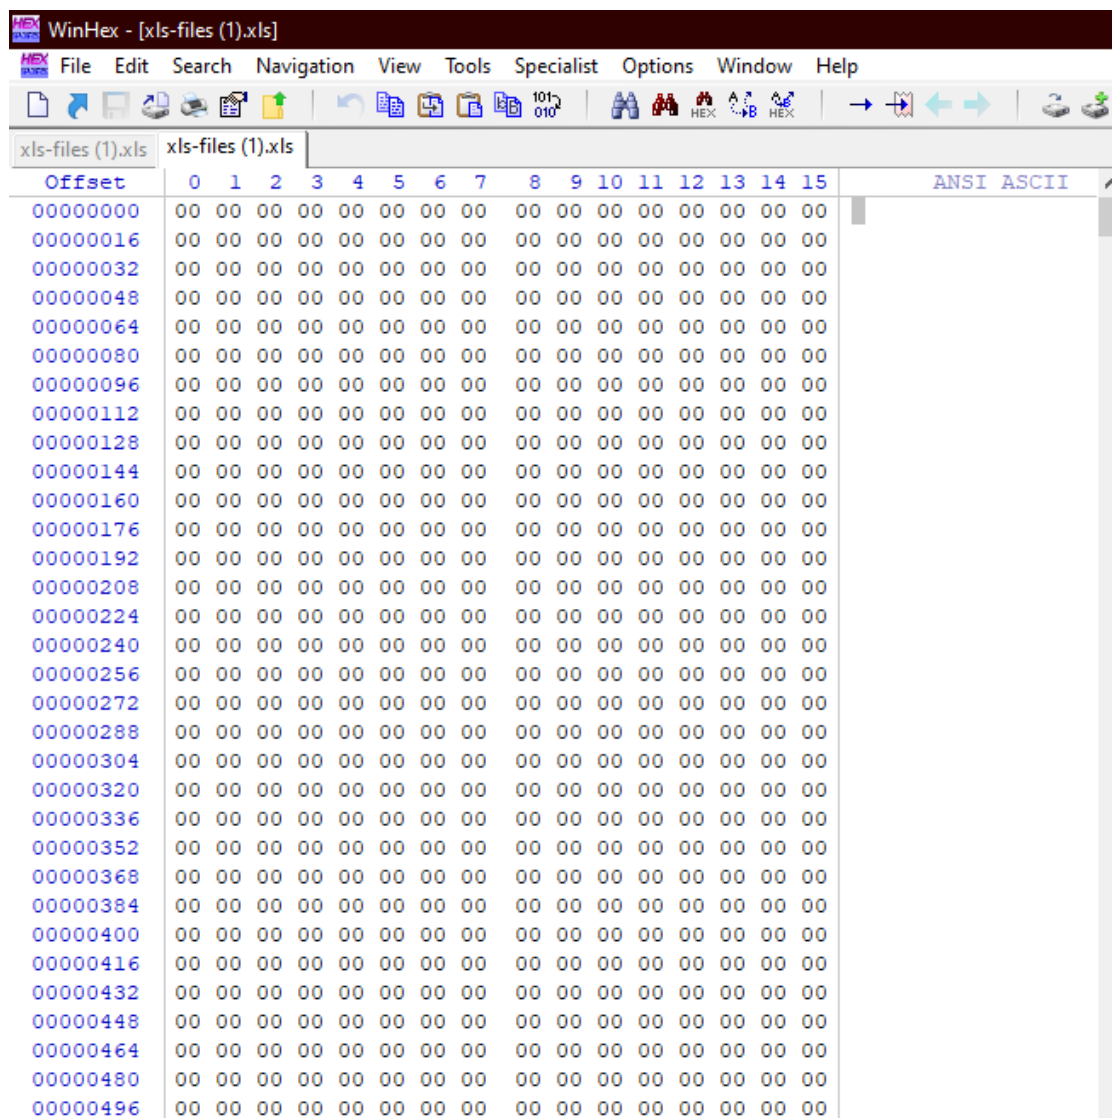 WinHex - [xls-files (1).xls]
File Edit Search Navigation View Tools Specialist Options Window Help
xls-files (1).xls xls-files (1).xls
Offset 0 1 2 3 4 5 6 7 8 9 10 11 12 13 14 15 ANSI ASCII
00000000 00 00 00 00 00 00 00 00 00 00 00 00 00 00 00 00
00000016 00 00 00 00 00 00 00 00 00 00 00 00 00 00 00 00
00000032 00 00 00 00 00 00 00 00 00 00 00 00 00 00 00 00
00000048 00 00 00 00 00 00 00 00 00 00 00 00 00 00 00 00
00000064 00 00 00 00 00 00 00 00 00 00 00 00 00 00 00 00
00000080 00 00 00 00 00 00 00 00 00 00 00 00 00 00 00 00
00000096 00 00 00 00 00 00 00 00 00 00 00 00 00 00 00 00
00000112 00 00 00 00 00 00 00 00 00 00 00 00 00 00 00 00
00000128 00 00 00 00 00 00 00 00 00 00 00 00 00 00 00 00
00000144 00 00 00 00 00 00 00 00 00 00 00 00 00 00 00 00
00000160 00 00 00 00 00 00 00 00 00 00 00 00 00 00 00 00
00000176 00 00 00 00 00 00 00 00 00 00 00 00 00 00 00 00
00000192 00 00 00 00 00 00 00 00 00 00 00 00 00 00 00 00
00000208 00 00 00 00 00 00 00 00 00 00 00 00 00 00 00 00
00000224 00 00 00 00 00 00 00 00 00 00 00 00 00 00 00 00
00000240 00 00 00 00 00 00 00 00 00 00 00 00 00 00 00 00
00000256 00 00 00 00 00 00 00 00 00 00 00 00 00 00 00 00
00000272 00 00 00 00 00 00 00 00 00 00 00 00 00 00 00 00
00000288 00 00 00 00 00 00 00 00 00 00 00 00 00 00 00 00
00000304 00 00 00 00 00 00 00 00 00 00 00 00 00 00 00 00
00000320 00 00 00 00 00 00 00 00 00 00 00 00 00 00 00 00
00000336 00 00 00 00 00 00 00 00 00 00 00 00 00 00 00 00
00000352 00 00 00 00 00 00 00 00 00 00 00 00 00 00 00 00
00000368 00 00 00 00 00 00 00 00 00 00 00 00 00 00 00 00
00000384 00 00 00 00 00 00 00 00 00 00 00 00 00 00 00 00
00000400 00 00 00 00 00 00 00 00 00 00 00 00 00 00 00 00
00000416 00 00 00 00 00 00 00 00 00 00 00 00 00 00 00 00
00000432 00 00 00 00 00 00 00 00 00 00 00 00 00 00 00 00
00000448 00 00 00 00 00 00 00 00 00 00 00 00 00 00 00 00
00000464 00 00 00 00 00 00 00 00 00 00 00 00 00 00 00 00
00000480 00 00 00 00 00 00 00 00 00 00 00 00 00 00 00 00
00000496 00 00 00 00 00 00 00 00 00 00 00 00 00 00 00 00